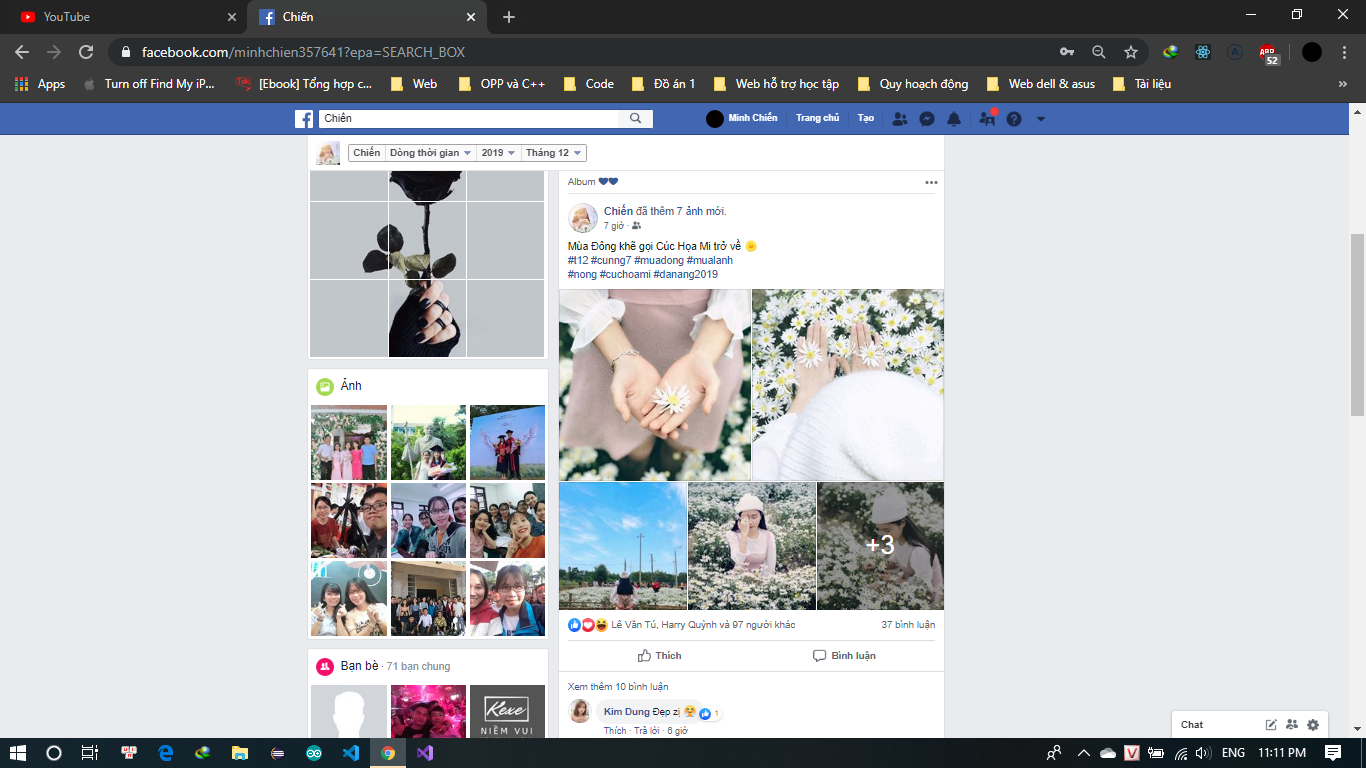 YouTube
Chiến
facebook.com/minhchien357641?epa=SEARCH_BOX
52
Apps
Turn off Find My iP...
[Ebook] Tổng hợp c...
Web
OPP và C++
Code
Đồ án 1
Web hỗ trợ học tập
Quy hoạch động
Web dell & asus
Tài liệu
Chiến
Minh Chiến
Trang chủ
Tạo
Chiến
Dòng thời gian
2019
Tháng 12
Ảnh
Bạn bè · 71 bạn chung
Kexe
NIỀM VUI
Album
Chiến đã thêm 7 ảnh mới.
7 giờ ·
Mùa Đông khẽ gọi Cúc Họa Mi trở về
#t12 #cunng7 #muadong #mualanh
#nong #cuchoami #danang2019
+3
Lê Văn Tú, Harry Quỳnh và 97 người khác
37 bình luận
Thích
Bình luận
Xem thêm 10 bình luận
Kim Dung Đẹp zị
1
Thích · Trả lời · 6 giờ
Chat
ENG
11:11 PM